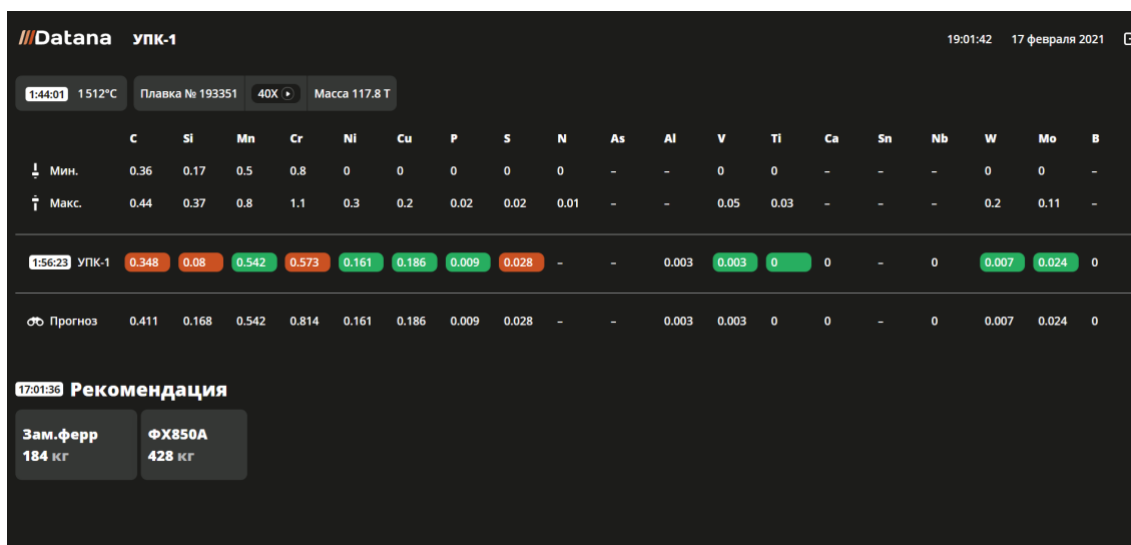 ///Datana УПК-1 19:01:42 17 февраля 2021
1:44:01 1512°C Плавка № 193351 40X Масса 117.8 Т
C Si Mn Cr Ni Cu P S N As Al V Ti Ca Sn Nb W Mo B
Мин. 0.36 0.17 0.5 0.8 0 0 0 0 0 – – 0 0 – – – 0 0 –
Макс. 0.44 0.37 0.8 1.1 0.3 0.2 0.02 0.02 0.01 – – 0.05 0.03 – – – 0.2 0.11 –
1:56:23 УПК-1 0.348 0.08 0.542 0.573 0.161 0.186 0.009 0.028 – – 0.003 0.003 0 0 – 0 0.007 0.024 0
Прогноз 0.411 0.168 0.542 0.814 0.161 0.186 0.009 0.028 – – 0.003 0.003 0 0 – 0 0.007 0.024 0
17:01:36 Рекомендация
Зам.ферр ФХ850А
184 кг 428 кг